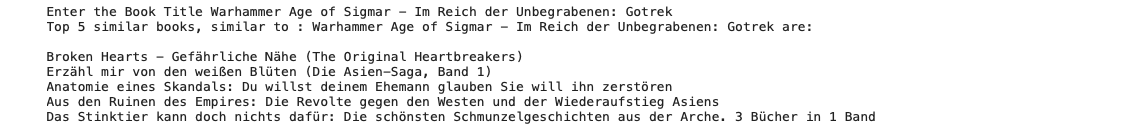 Enter the Book Title Warhammer Age of Sigmar – Im Reich der Unbegrabenen: Gotrek
Top 5 similar books, similar to : Warhammer Age of Sigmar – Im Reich der Unbegrabenen: Gotrek are:
Broken Hearts – Gefährliche Nähe (The Original Heartbreakers)
Erzähl mir von den weißen Blüten (Die Asien-Saga, Band 1)
Anatomie eines Skandals: Du willst deinem Ehemann glauben Sie will ihn zerstören
Aus den Ruinen des Empires: Die Revolte gegen den Westen und der Wiederaufstieg Asiens
Das Stinktier kann doch nichts dafür: Die schönsten Schmunzelgeschichten aus der Arche. 3 Bücher in 1 Band